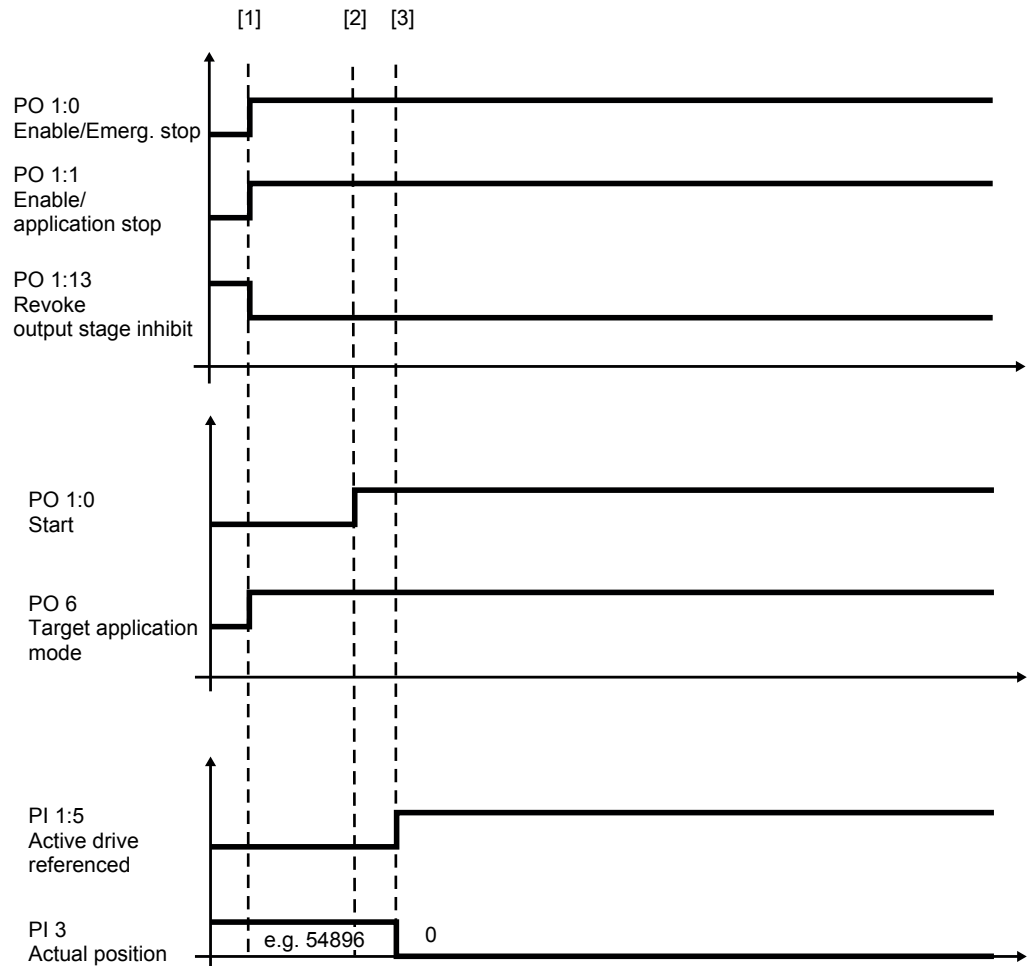 [1] [2] [3]
PO 1:0
Enable/Emerg. stop
PO 1:1
Enable/
application stop
PO 1:13
Revoke
output stage inhibit
PO 1:0
Start
PO 6
Target application
mode
PI 1:5
Active drive
referenced
PI 3
Actual position
e.g. 54896
0